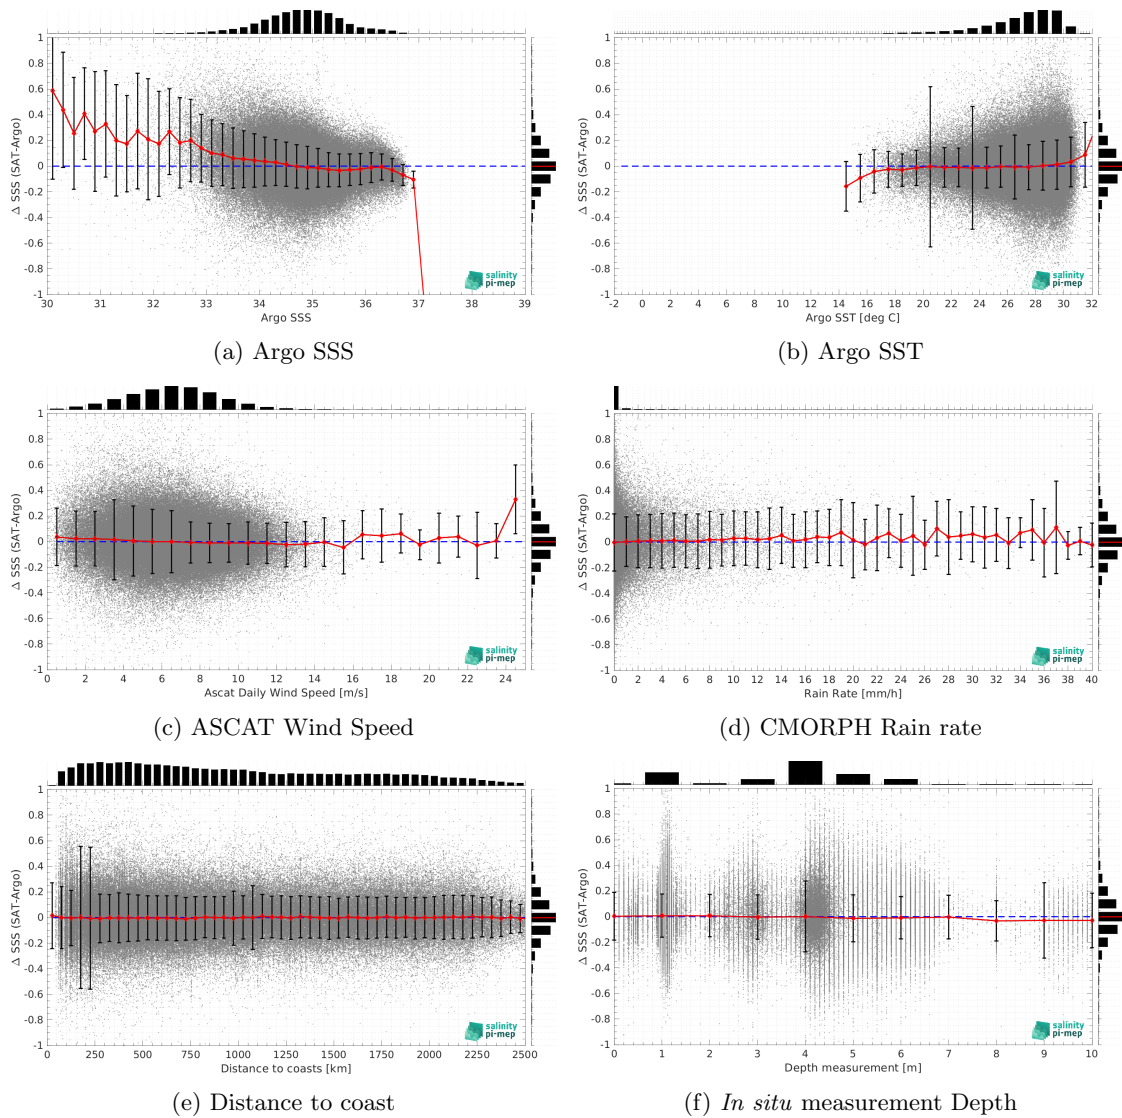 1
0.8
0.6
0.4
0.2
0
-0.2
-0.4
-0.6
-0.8
-1
Δ SSS (SAT-Argo)
30 31 32 33 34 35 36 37 38 39
Argo SSS
salinity
pi-mep
(a) Argo SSS
1
0.8
0.6
0.4
0.2
0
-0.2
-0.4
-0.6
-0.8
-1
Δ SSS (SAT-Argo)
-2 0 2 4 6 8 10 12 14 16 18 20 22 24 26 28 30 32
Argo SST [deg C]
salinity
pi-mep
(b) Argo SST
1
0.8
0.6
0.4
0.2
0
-0.2
-0.4
-0.6
-0.8
-1
Δ SSS (SAT-Argo)
0 2 4 6 8 10 12 14 16 18 20 22 24
Ascat Daily Wind Speed [m/s]
salinity
pi-mep
(c) ASCAT Wind Speed
1
0.8
0.6
0.4
0.2
0
-0.2
-0.4
-0.6
-0.8
-1
Δ SSS (SAT-Argo)
0 2 4 6 8 10 12 14 16 18 20 22 24 26 28 30 32 34 36 38 40
Rain Rate [mm/h]
salinity
pi-mep
(d) CMORPH Rain rate
1
0.8
0.6
0.4
0.2
0
-0.2
-0.4
-0.6
-0.8
-1
Δ SSS (SAT-Argo)
0 250 500 750 1000 1250 1500 1750 2000 2250 2500
Distance to coasts [km]
salinity
pi-mep
(e) Distance to coast
1
0.8
0.6
0.4
0.2
0
-0.2
-0.4
-0.6
-0.8
-1
Δ SSS (SAT-Argo)
0 1 2 3 4 5 6 7 8 9 10
Depth measurement [m]
salinity
pi-mep
(f) In situ measurement Depth